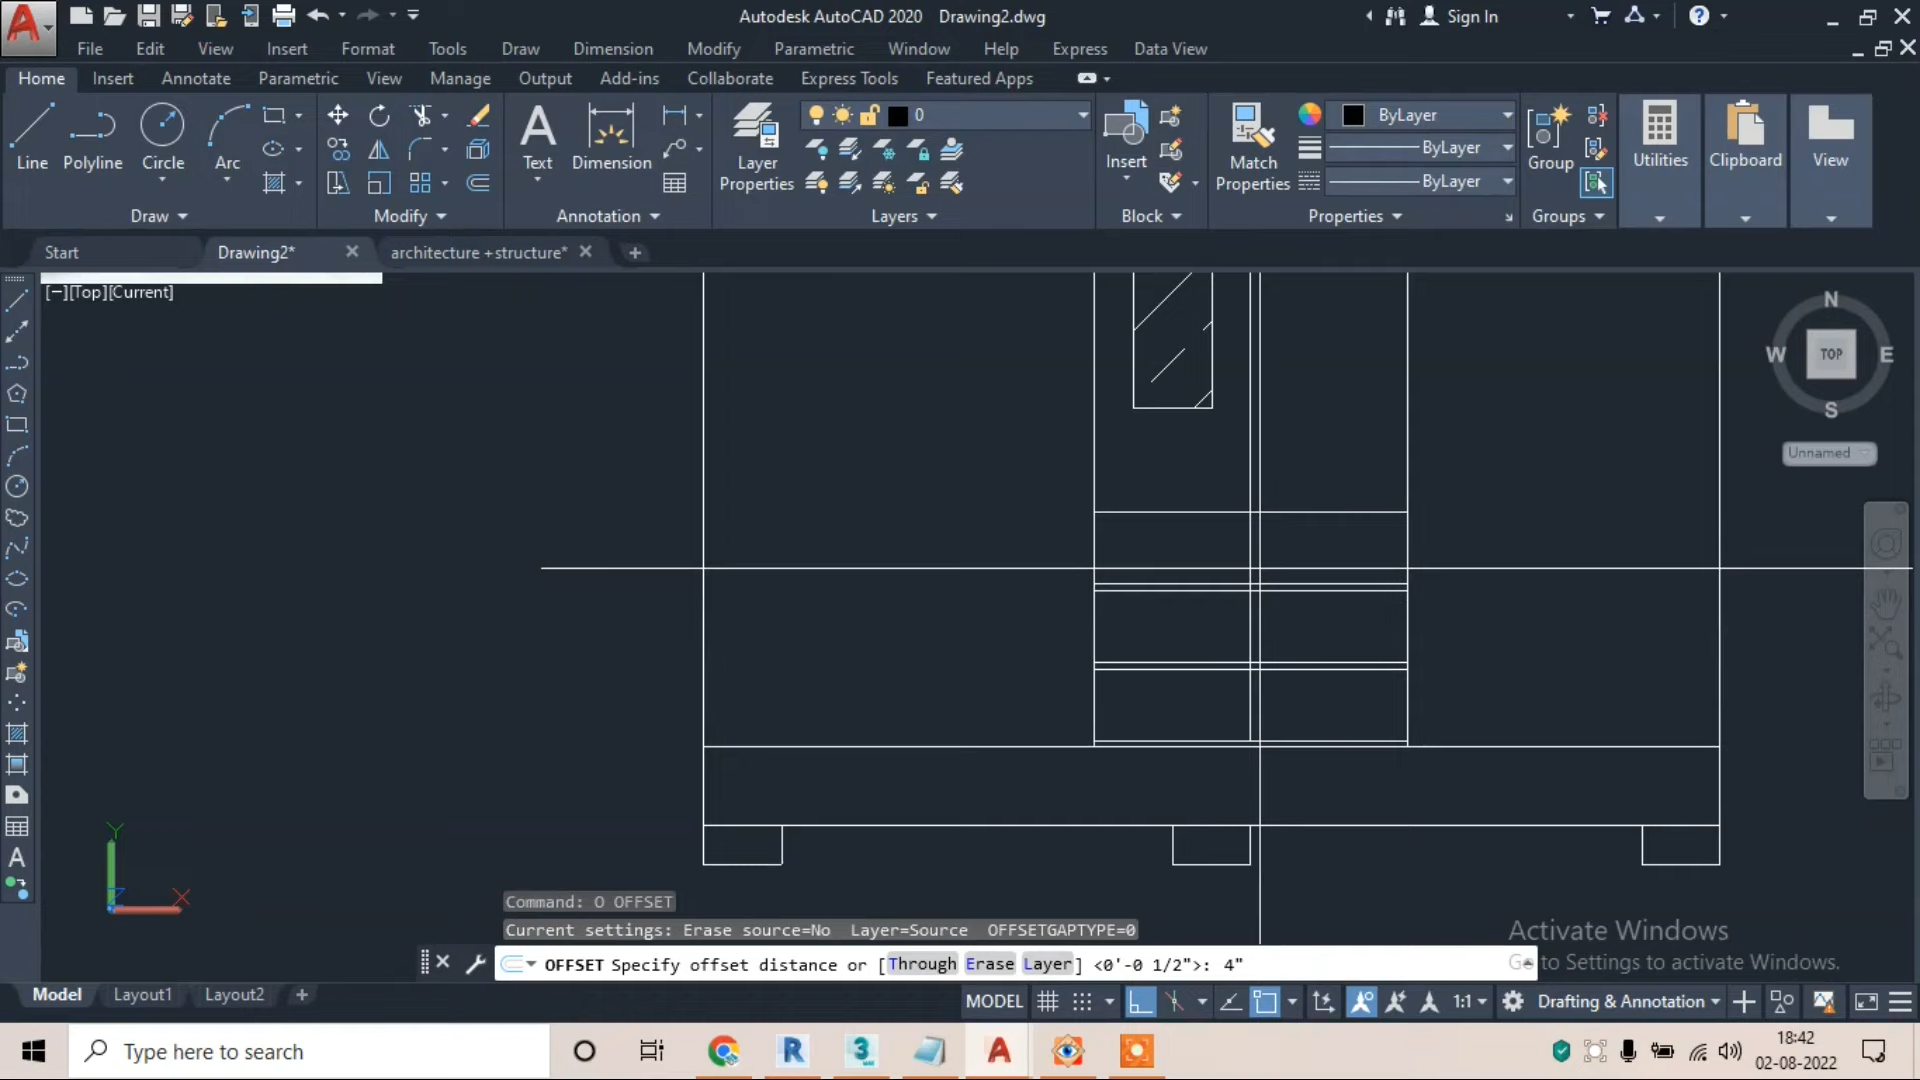 Autodesk AutoCAD 2020 Drawing2.dwg
Sign In
File Edit View Insert Format Tools Draw Dimension Modify Parametric Window Help Express Data View
Home Insert Annotate Parametric View Manage Output Add-ins Collaborate Express Tools Featured Apps
0
ByLayer
ByLayer
ByLayer
Line Polyline Circle Arc
Text Dimension
Layer Properties
Insert
Match Properties
Group
Utilities
Clipboard
View
Draw Modify Annotation Layers Block Properties Groups
Start Drawing2* architecture +structure*
[−][Top][Current]
N
W TOP E
S
Unnamed
Y
Z
X
Command: O OFFSET
Current settings: Erase source=No Layer=Source OFFSETGAPTYPE=0
OFFSET Specify offset distance or [Through Erase Layer] <0'-0 1/2">: 4"
Activate Windows
Go to Settings to activate Windows.
Model Layout1 Layout2
MODEL
1:1
Drafting & Annotation
Type here to search
18:42
02-08-2022